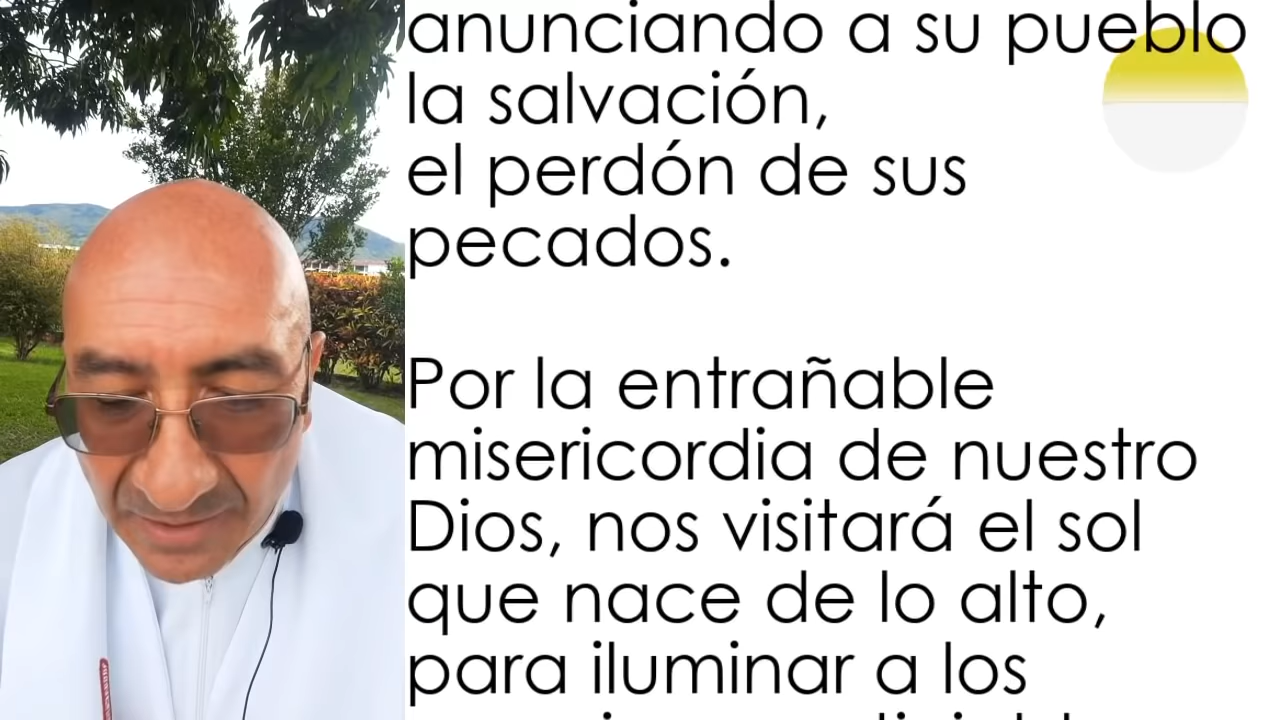 anunciando a su pueblo
la salvación,
el perdón de sus
pecados.
Por la entrañable
misericordia de nuestro
Dios, nos visitará el sol
que nace de lo alto,
para iluminar a los